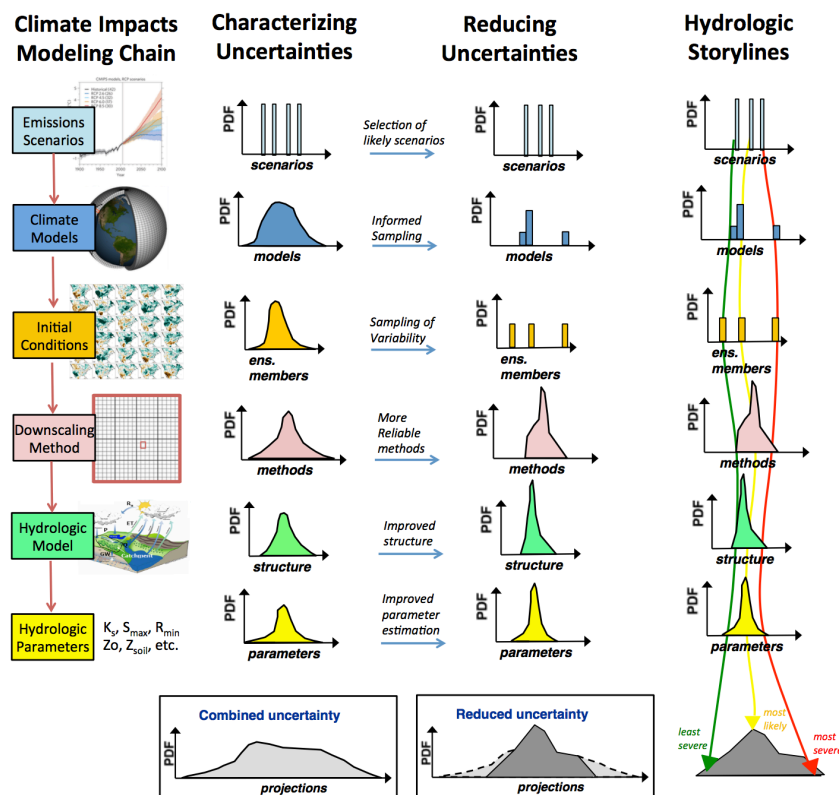 Climate Impacts
Modeling Chain
Characterizing
Uncertainties
Reducing
Uncertainties
Hydrologic
Storylines
Emissions
Scenarios
PDF
scenarios
Selection of
likely scenarios
PDF
scenarios
PDF
scenarios
Climate
Models
PDF
models
Informed
Sampling
PDF
models
PDF
models
Initial
Conditions
PDF
ens.
members
Sampling of
Variability
PDF
ens.
members
PDF
ens.
members
Downscaling
Method
PDF
methods
More
Reliable
methods
PDF
methods
PDF
methods
Hydrologic
Model
PDF
structure
Improved
structure
PDF
structure
PDF
structure
Hydrologic
Parameters
Ks, Smax, Rmin
Zo, Zsoil, etc.
PDF
parameters
Improved
parameter
estimation
PDF
parameters
PDF
parameters
Combined uncertainty
PDF
projections
Reduced uncertainty
PDF
projections
least
severe
most
likely
most
severe